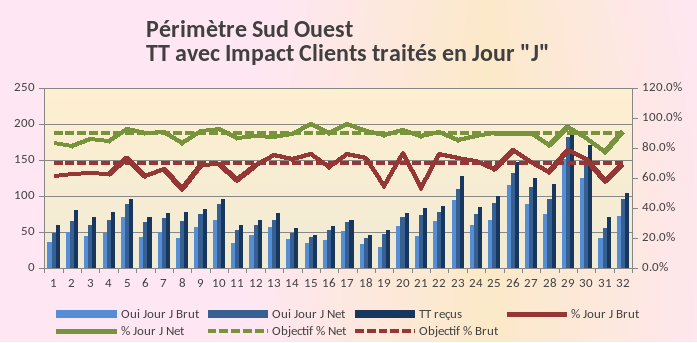 Périmètre Sud Ouest
TT avec Impact Clients traités en Jour "J"
250 120.0%
200 100.0%
150 80.0%
100 60.0%
50 40.0%
0 20.0%
0.0%
1 2 3 4 5 6 7 8 9 10 11 12 13 14 15 16 17 18 19 20 21 22 23 24 25 26 27 28 29 30 31 32
Oui Jour J Brut Oui Jour J Net TT reçus % Jour J Brut
% Jour J Net Objectif % Net Objectif % Brut